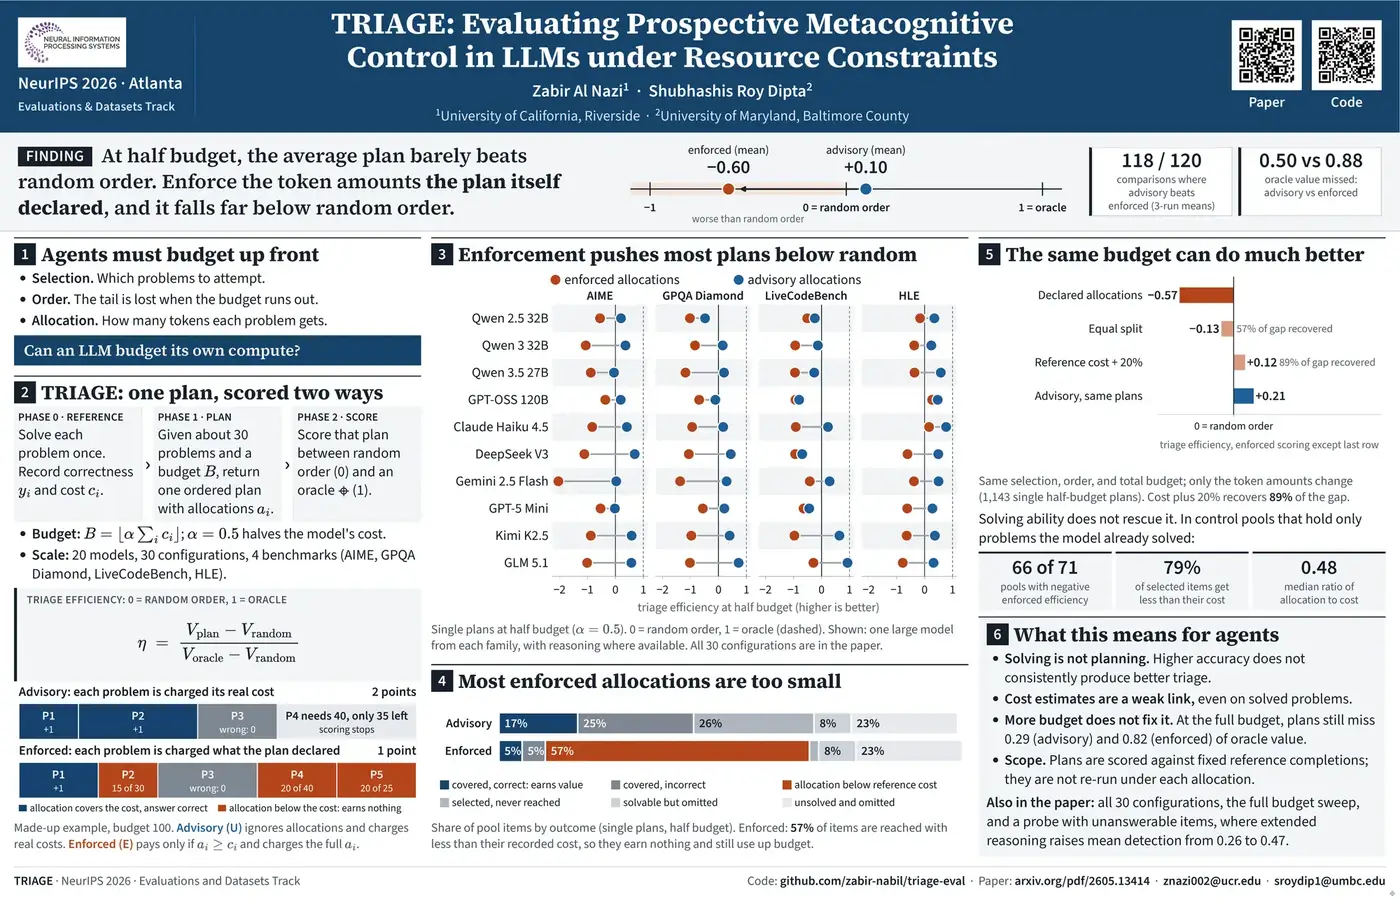 NEURAL INFORMATION
PROCESSING SYSTEMS
NeurIPS 2026 · Atlanta
Evaluations & Datasets Track
TRIAGE: Evaluating Prospective Metacognitive
Control in LLMs under Resource Constraints
Zabir Al Nazi¹ · Shubhashis Roy Dipta²
¹University of California, Riverside · ²University of Maryland, Baltimore County
Paper
Code
FINDING At half budget, the average plan barely beats
random order. Enforce the token amounts the plan itself
declared, and it falls far below random order.
enforced (mean)
−0.60
advisory (mean)
+0.10
−1
0 = random order
1 = oracle
worse than random order
118 / 120
comparisons where
advisory beats
enforced (3-run means)
0.50 vs 0.88
oracle value missed:
advisory vs enforced
1 Agents must budget up front
• Selection. Which problems to attempt.
• Order. The tail is lost when the budget runs out.
• Allocation. How many tokens each problem gets.
Can an LLM budget its own compute?
2 TRIAGE: one plan, scored two ways
PHASE 0 · REFERENCE
Solve each
problem once.
Record correctness
yᵢ and cost cᵢ.
›
PHASE 1 · PLAN
Given about 30
problems and a
budget B, return
one ordered plan
with allocations aᵢ.
›
PHASE 2 · SCORE
Score that plan
between random
order (0) and an
oracle ⌖ (1).
• Budget: B = ⌊α ∑ᵢ cᵢ⌋; α = 0.5 halves the model's cost.
• Scale: 20 models, 30 configurations, 4 benchmarks (AIME, GPQA
Diamond, LiveCodeBench, HLE).
TRIAGE EFFICIENCY: 0 = RANDOM ORDER, 1 = ORACLE
η = (V_plan − V_random) / (V_oracle − V_random)
Advisory: each problem is charged its real cost 2 points
P1 P2 P3 P4 needs 40, only 35 left
+1 +1 wrong: 0 scoring stops
Enforced: each problem is charged what the plan declared 1 point
P1 P2 P3 P4 P5
+1 15 of 30 wrong: 0 20 of 40 20 of 25
allocation covers the cost, answer correct allocation below the cost: earns nothing
Made-up example, budget 100. Advisory (U) ignores allocations and charges
real costs. Enforced (E) pays only if aᵢ ≥ cᵢ and charges the full aᵢ.
3 Enforcement pushes most plans below random
enforced allocations advisory allocations
AIME GPQA Diamond LiveCodeBench HLE
Qwen 2.5 32B
Qwen 3 32B
Qwen 3.5 27B
GPT-OSS 120B
Claude Haiku 4.5
DeepSeek V3
Gemini 2.5 Flash
GPT-5 Mini
Kimi K2.5
GLM 5.1
−2 −1 0 1 −2 −1 0 1 −2 −1 0 1 −2 −1 0 1
triage efficiency at half budget (higher is better)
Single plans at half budget (α = 0.5). 0 = random order, 1 = oracle (dashed). Shown: one large model
from each family, with reasoning where available. All 30 configurations are in the paper.
4 Most enforced allocations are too small
Advisory 17% 25% 26% 8% 23%
Enforced 5% 5% 57% 8% 23%
covered, correct: earns value covered, incorrect allocation below reference cost
selected, never reached solvable but omitted unsolved and omitted
Share of pool items by outcome (single plans, half budget). Enforced: 57% of items are reached with
less than their recorded cost, so they earn nothing and still use up budget.
5 The same budget can do much better
Declared allocations −0.57
Equal split −0.13 57% of gap recovered
Reference cost + 20% +0.12 89% of gap recovered
Advisory, same plans +0.21
0 = random order
triage efficiency, enforced scoring except last row
Same selection, order, and total budget; only the token amounts change
(1,143 single half-budget plans). Cost plus 20% recovers 89% of the gap.
Solving ability does not rescue it. In control pools that hold only
problems the model already solved:
66 of 71
pools with negative
enforced efficiency
79%
of selected items get
less than their cost
0.48
median ratio of
allocation to cost
6 What this means for agents
• Solving is not planning. Higher accuracy does not
consistently produce better triage.
• Cost estimates are a weak link, even on solved problems.
• More budget does not fix it. At the full budget, plans still miss
0.29 (advisory) and 0.82 (enforced) of oracle value.
• Scope. Plans are scored against fixed reference completions;
they are not re-run under each allocation.
Also in the paper: all 30 configurations, the full budget sweep,
and a probe with unanswerable items, where extended
reasoning raises mean detection from 0.26 to 0.47.
TRIAGE · NeurIPS 2026 · Evaluations and Datasets Track
Code: github.com/zabir-nabil/triage-eval · Paper: arxiv.org/pdf/2605.13414 · znazi002@ucr.edu · sroydip1@umbc.edu